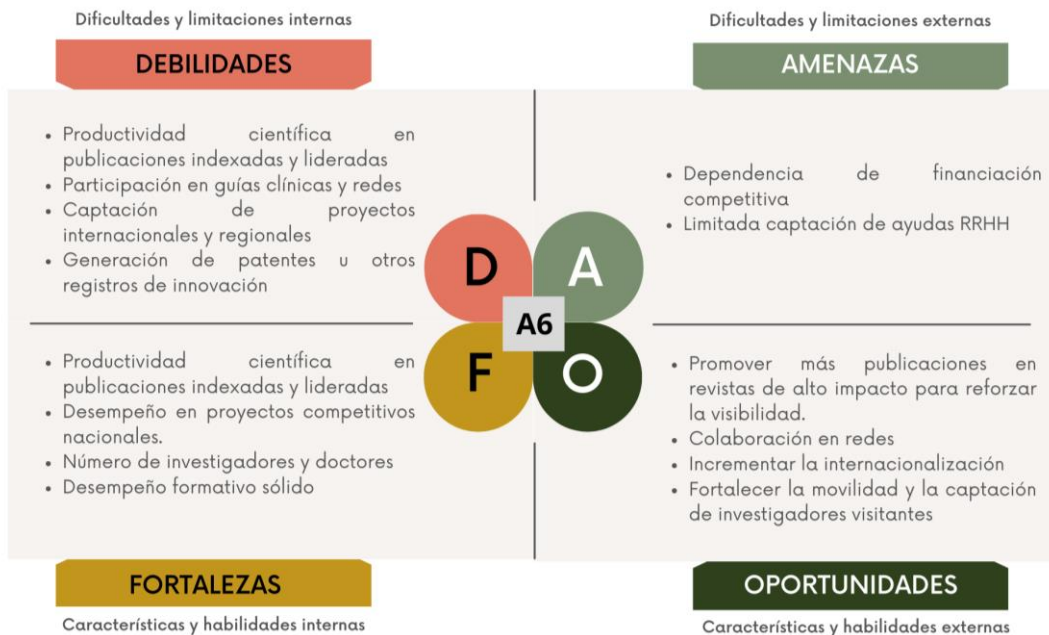 Dificultades y limitaciones internas
DEBILIDADES
• Productividad científica en
publicaciones indexadas y lideradas
• Participación en guías clínicas y redes
• Captación de proyectos
internacionales y regionales
• Generación de patentes u otros
registros de innovación
Dificultades y limitaciones externas
AMENAZAS
• Dependencia de financiación
competitiva
• Limitada captación de ayudas RRHH
D
A
A6
F
O
• Productividad científica en
publicaciones indexadas y lideradas
• Desempeño en proyectos competitivos
nacionales.
• Número de investigadores y doctores
• Desempeño formativo sólido
FORTALEZAS
Características y habilidades internas
• Promover más publicaciones en
revistas de alto impacto para reforzar
la visibilidad.
• Colaboración en redes
• Incrementar la internacionalización
• Fortalecer la movilidad y la captación
de investigadores visitantes
OPORTUNIDADES
Características y habilidades externas